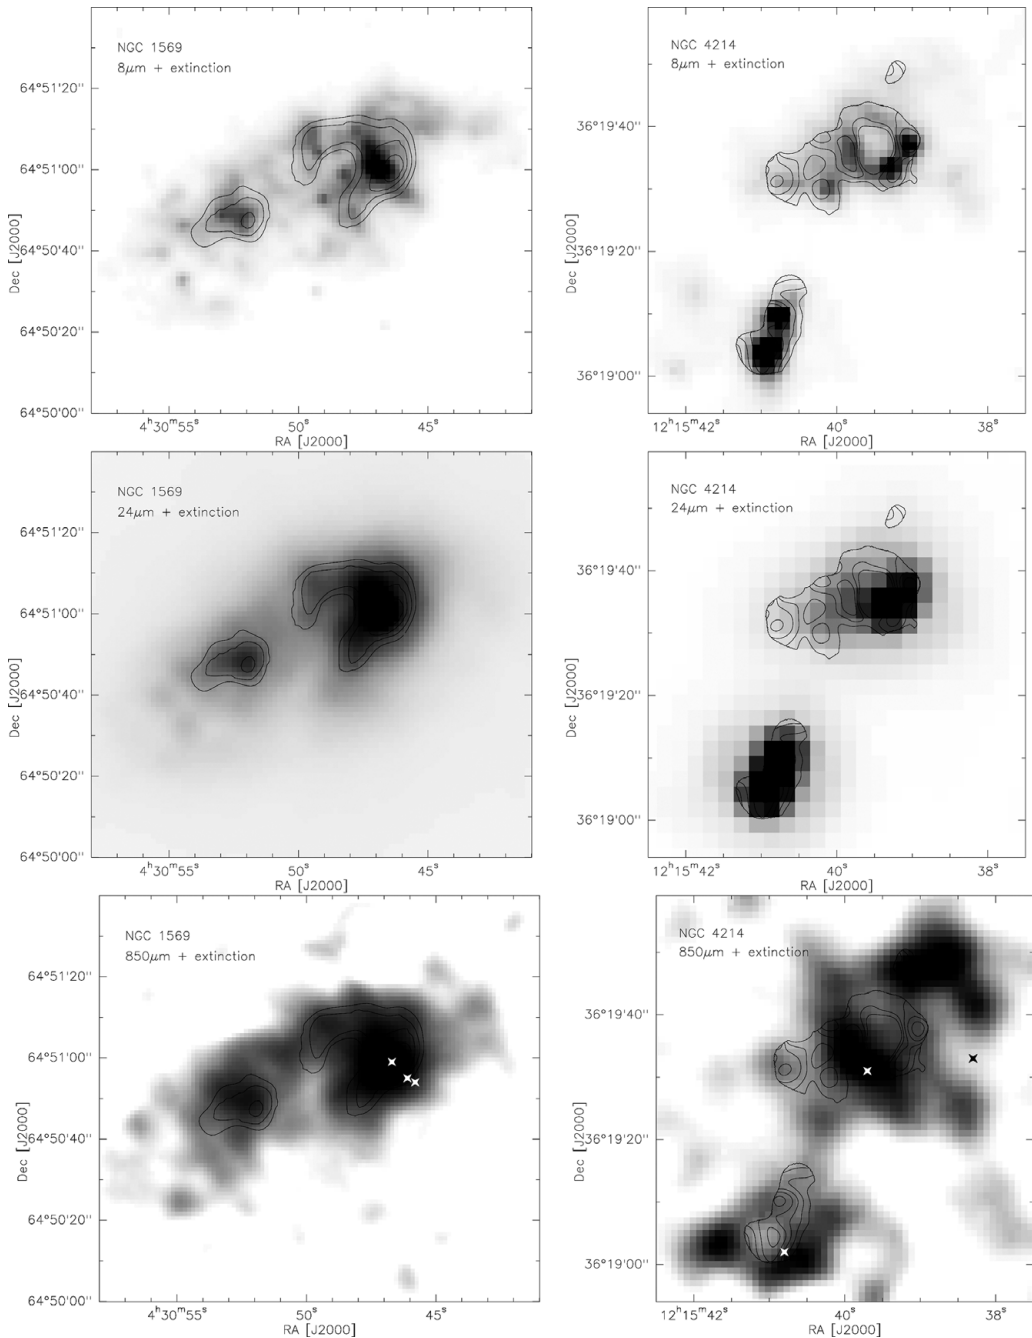 NGC 1569
8μm + extinction
64°51'20''
64°51'00''
64°50'40''
64°50'20''
64°50'00''
Dec [J2000]
4h30m55s
50s
45s
RA [J2000]
NGC 4214
8μm + extinction
36°19'40''
36°19'20''
36°19'00''
Dec [J2000]
12h15m42s
40s
38s
RA [J2000]
NGC 1569
24μm + extinction
64°51'20''
64°51'00''
64°50'40''
64°50'20''
64°50'00''
Dec [J2000]
4h30m55s
50s
45s
RA [J2000]
NGC 4214
24μm + extinction
36°19'40''
36°19'20''
36°19'00''
Dec [J2000]
12h15m42s
40s
38s
RA [J2000]
NGC 1569
850μm + extinction
64°51'20''
64°51'00''
64°50'40''
64°50'20''
64°50'00''
Dec [J2000]
4h30m55s
50s
45s
RA [J2000]
NGC 4214
850μm + extinction
36°19'40''
36°19'20''
36°19'00''
Dec [J2000]
12h15m42s
40s
38s
RA [J2000]